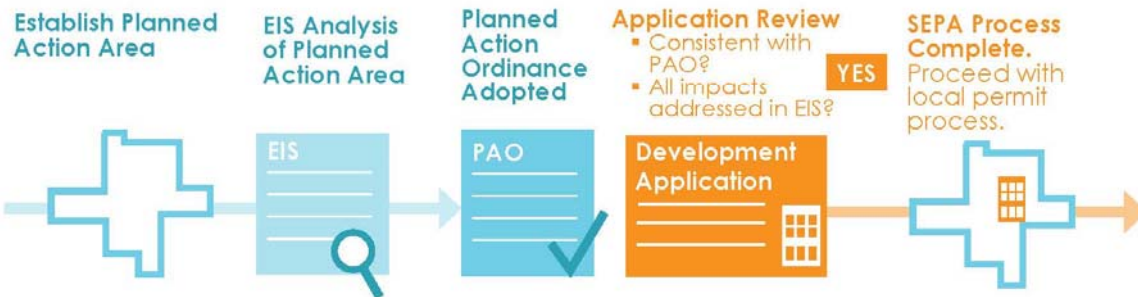 Establish Planned
Action Area
EIS Analysis
of Planned
Action Area
Planned
Action
Ordinance
Adopted
Application Review
▪ Consistent with
PAO?
▪ All impacts
addressed in EIS?
YES
SEPA Process
Complete.
Proceed with
local permit
process.
EIS
PAO
Development
Application